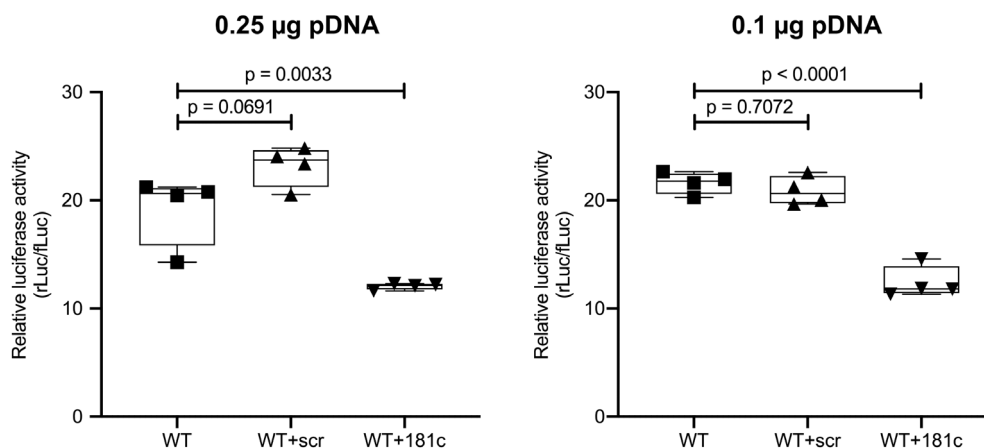 0.25 µg pDNA
p = 0.0033
p = 0.0691
30
20
10
0
Relative luciferase activity
(rLuc/fLuc)
WT
WT+scr
WT+181c
0.1 µg pDNA
p < 0.0001
p = 0.7072
30
20
10
0
Relative luciferase activity
(rLuc/fLuc)
WT
WT+scr
WT+181c